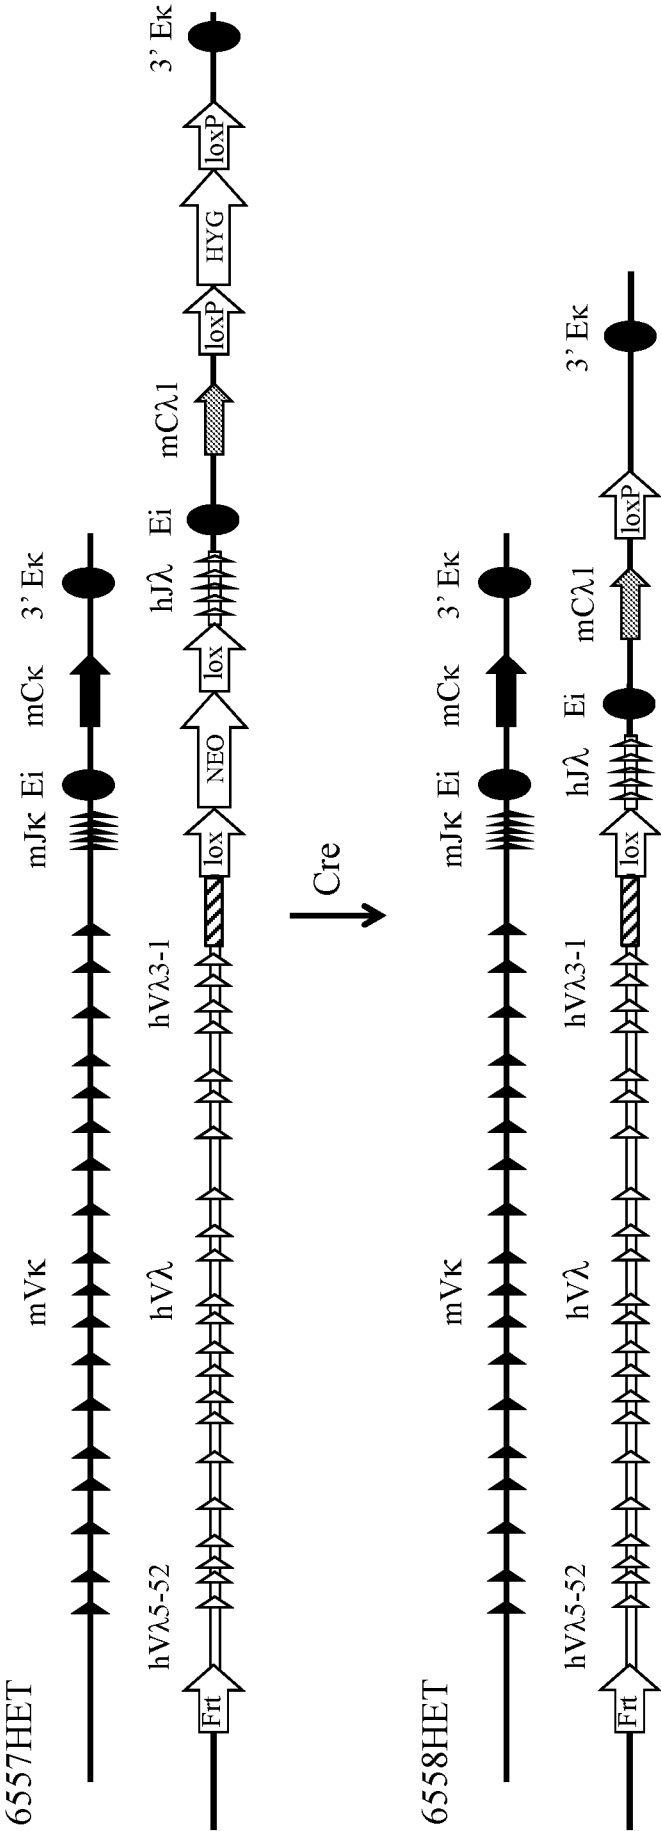 6557HET
mVκ mJκ Ei mCκ 3’ Eκ
hVλ5-52 hVλ hVλ3-1 hJλ Ei mCλ1 3’ Eκ
Frt lox NEO lox loxP HYG loxP
Cre
6558HET
mVκ mJκ Ei mCκ 3’ Eκ
hVλ5-52 hVλ hVλ3-1 hJλ Ei mCλ1 3’ Eκ
Frt lox loxP